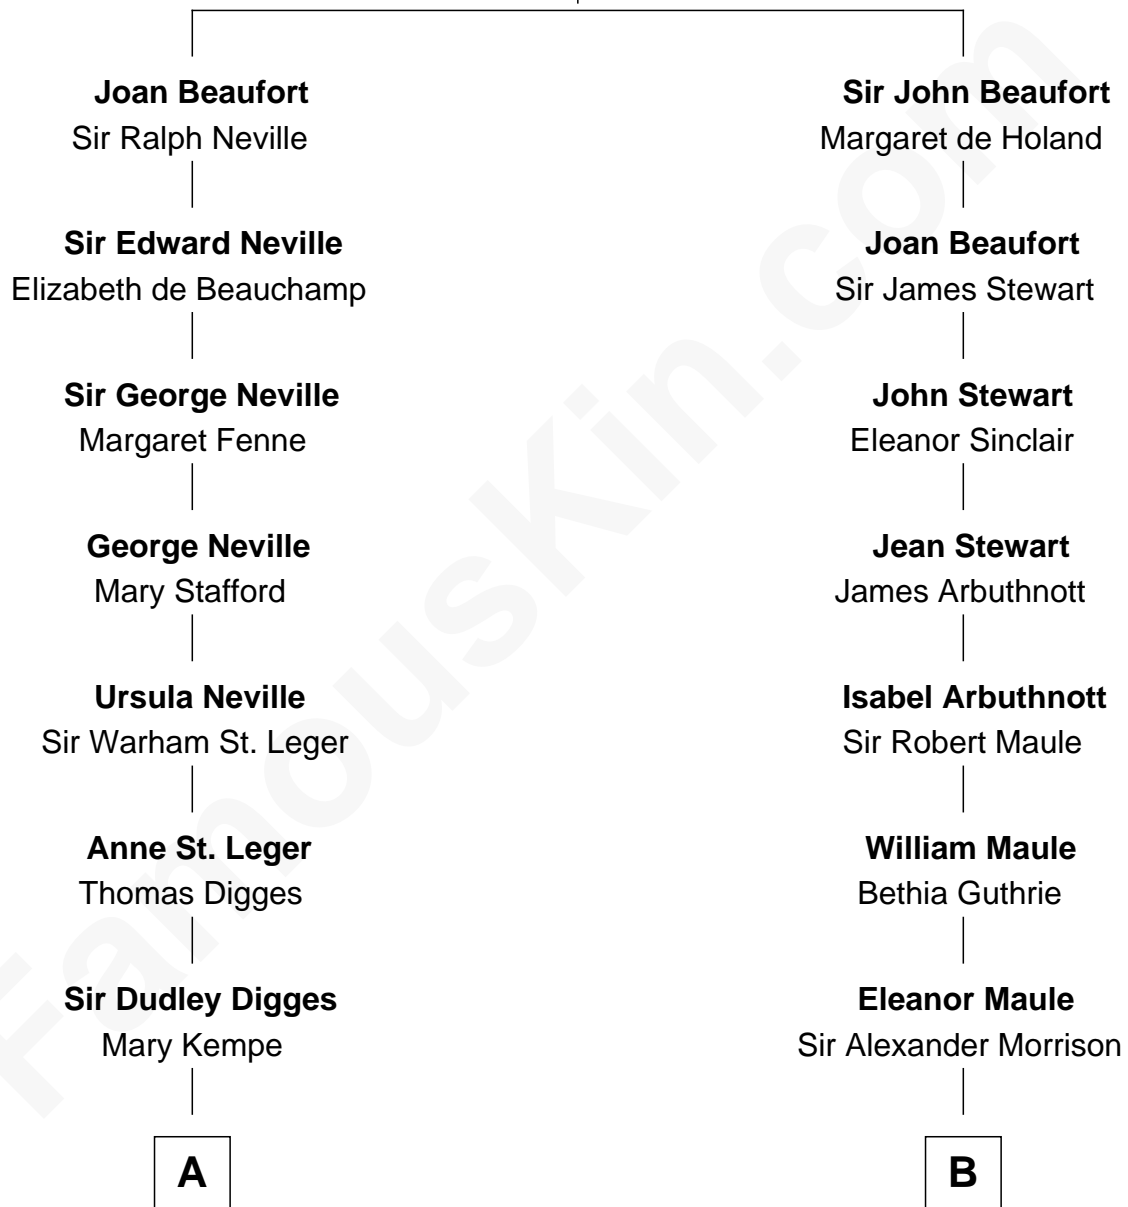 Joan Beaufort
Sir Ralph Neville
Sir Edward Neville
Elizabeth de Beauchamp
Sir George Neville
Margaret Fenne
George Neville
Mary Stafford
Ursula Neville
Sir Warham St. Leger
Anne St. Leger
Thomas Digges
Sir Dudley Digges
Mary Kempe
A
Sir John Beaufort
Margaret de Holand
Joan Beaufort
Sir James Stewart
John Stewart
Eleanor Sinclair
Jean Stewart
James Arbuthnott
Isabel Arbuthnott
Sir Robert Maule
William Maule
Bethia Guthrie
Eleanor Maule
Sir Alexander Morrison
B
FamousKin.com